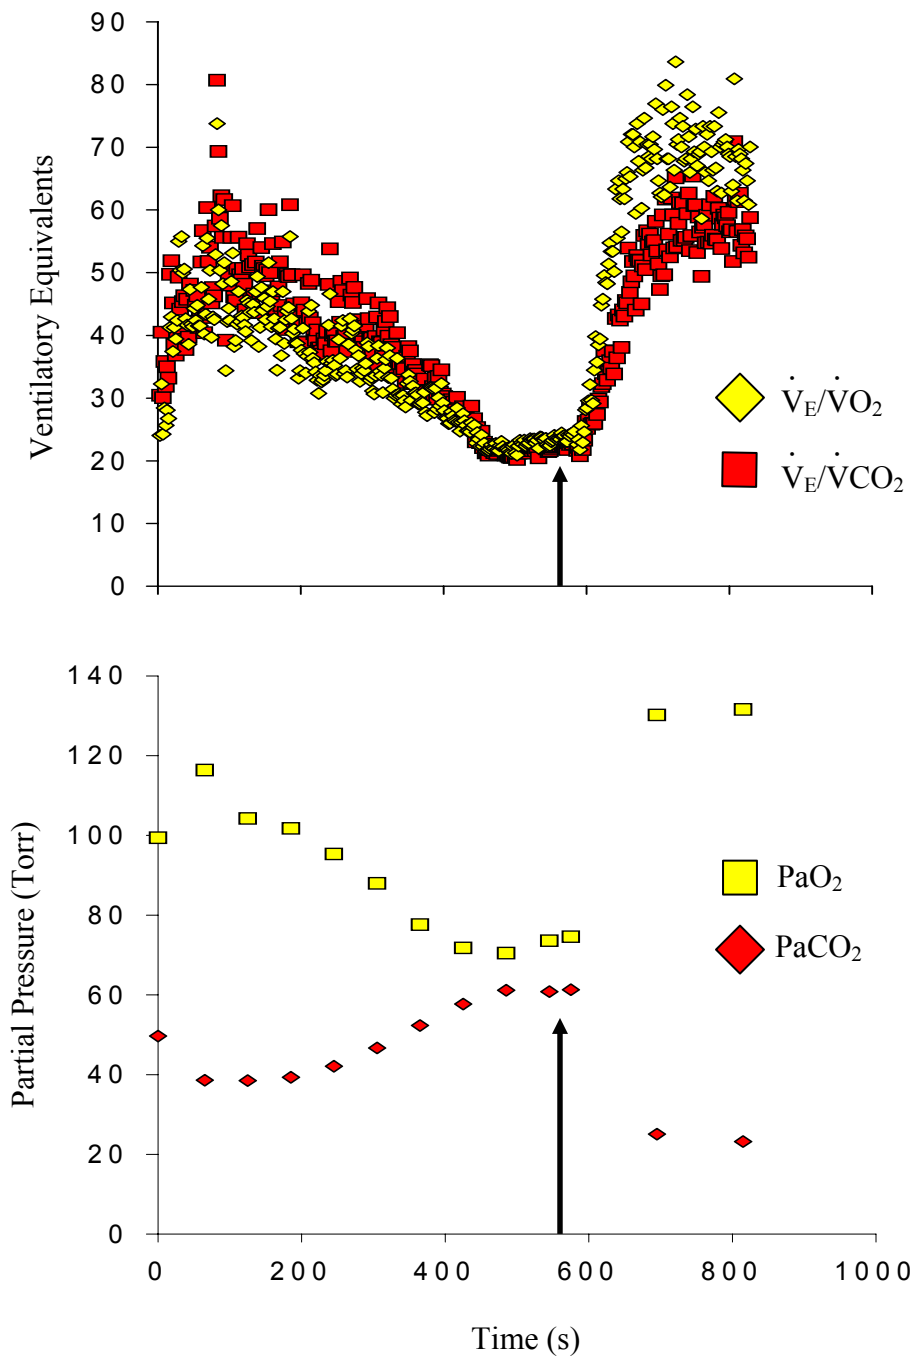 90
80
70
60
50
40
30
20
10
0
Ventilatory Equivalents
V̇E/V̇O₂
V̇E/V̇CO₂
140
120
100
80
60
40
20
0
Partial Pressure (Torr)
PaO₂
PaCO₂
0 200 400 600 800 1000
Time (s)